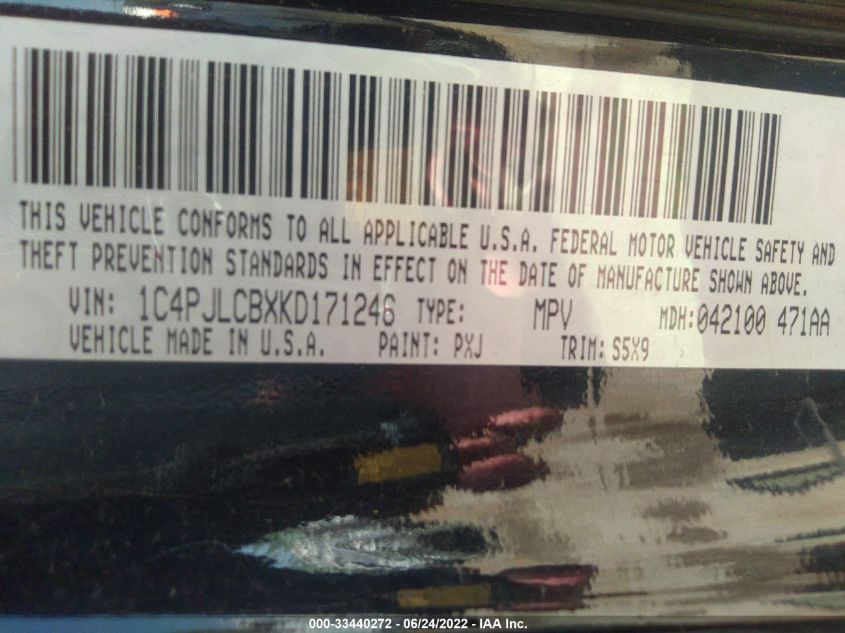 THIS VEHICLE CONFORMS TO ALL APPLICABLE U.S.A. FEDERAL MOTOR VEHICLE SAFETY AND
THEFT PREVENTION STANDARDS IN EFFECT ON THE DATE OF MANUFACTURE SHOWN ABOVE.
VIN: 1C4PJLCBXKD171246 TYPE: MPV MDH:042100 471AA
VEHICLE MADE IN U.S.A. PAINT: PXJ TRIM: S5X9
000-33440272 - 06/24/2022 - IAA Inc.